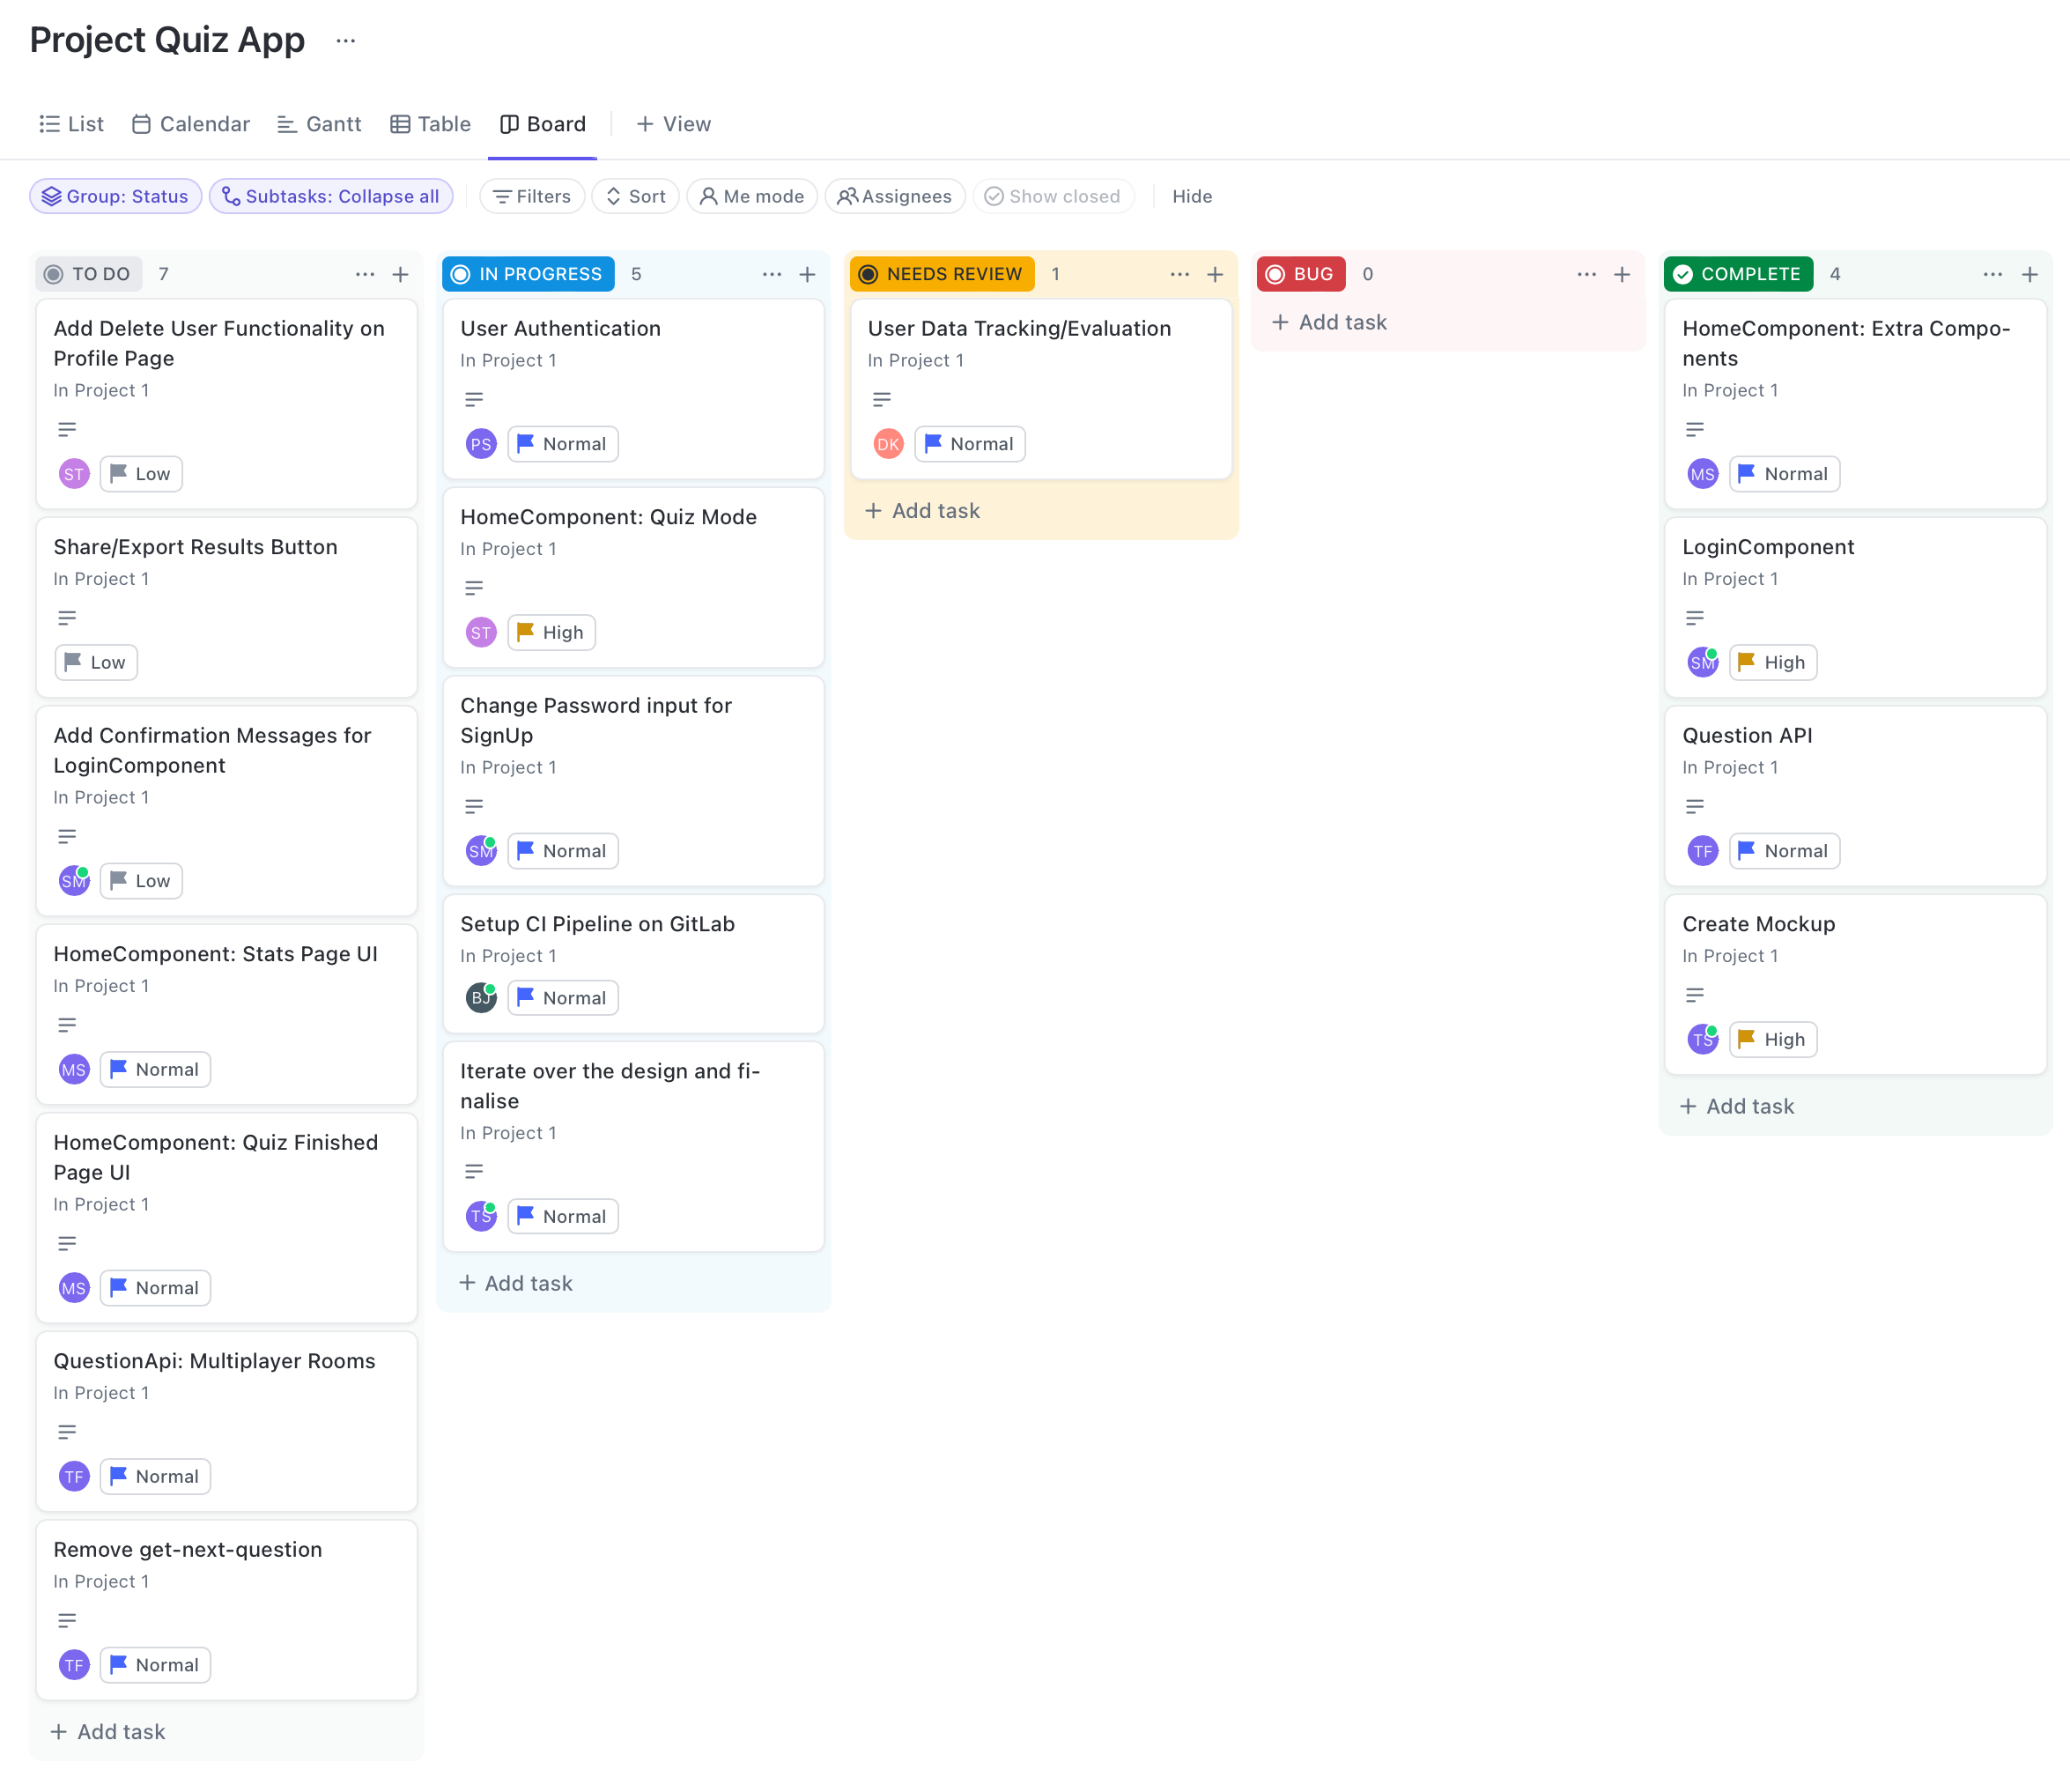 Project Quiz App ...
List Calendar Gantt Table Board + View
Group: Status Subtasks: Collapse all Filters Sort Me mode Assignees Show closed Hide
TO DO 7
Add Delete User Functionality on
Profile Page
In Project 1
ST Low
Share/Export Results Button
In Project 1
Low
Add Confirmation Messages for
LoginComponent
In Project 1
SM Low
HomeComponent: Stats Page UI
In Project 1
MS Normal
HomeComponent: Quiz Finished
Page UI
In Project 1
MS Normal
QuestionApi: Multiplayer Rooms
In Project 1
TF Normal
Remove get-next-question
In Project 1
TF Normal
+ Add task
IN PROGRESS 5
User Authentication
In Project 1
PS Normal
HomeComponent: Quiz Mode
In Project 1
ST High
Change Password input for
SignUp
In Project 1
SM Normal
Setup CI Pipeline on GitLab
In Project 1
BJ Normal
Iterate over the design and fi-
nalise
In Project 1
TS Normal
+ Add task
NEEDS REVIEW 1
User Data Tracking/Evaluation
In Project 1
DK Normal
+ Add task
BUG 0
+ Add task
COMPLETE 4
HomeComponent: Extra Compo-
nents
In Project 1
MS Normal
LoginComponent
In Project 1
SM High
Question API
In Project 1
TF Normal
Create Mockup
In Project 1
TS High
+ Add task